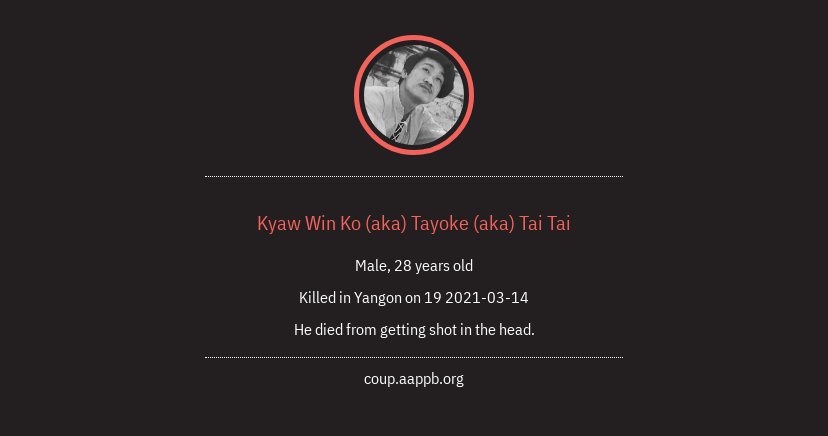 Kyaw Win Ko (aka) Tayoke (aka) Tai Tai
Male, 28 years old
Killed in Yangon on 19 2021-03-14
He died from getting shot in the head.
coup.aappb.org